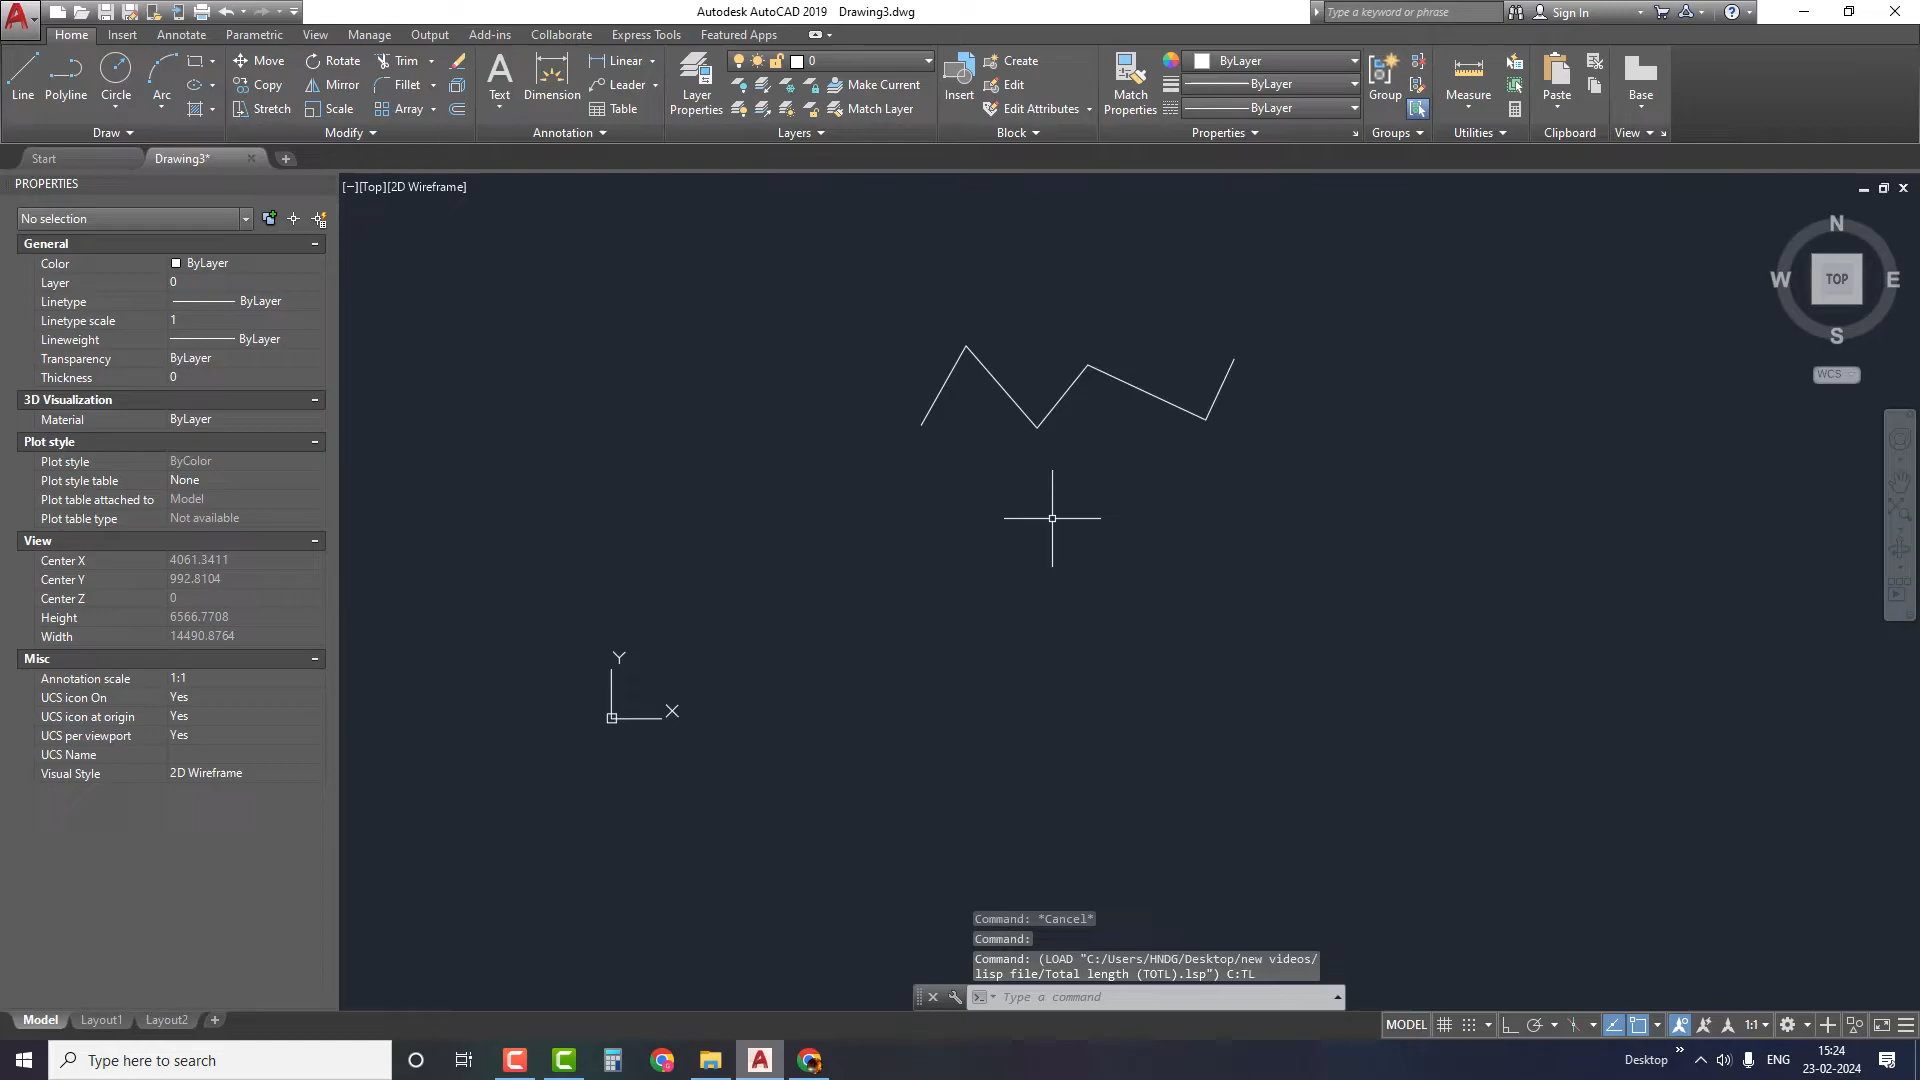 Autodesk AutoCAD 2019   Drawing3.dwg
Type a keyword or phrase
Sign In
Home
Insert
Annotate
Parametric
View
Manage
Output
Add-ins
Collaborate
Express Tools
Featured Apps
Line
Polyline
Circle
Arc
Move
Rotate
Trim
Copy
Mirror
Fillet
Stretch
Scale
Array
Text
Dimension
Linear
Leader
Table
Layer
Properties
0
Make Current
Match Layer
Insert
Create
Edit
Edit Attributes
Match
Properties
ByLayer
ByLayer
ByLayer
Group
Measure
Paste
Base
Draw
Modify
Annotation
Layers
Block
Properties
Groups
Utilities
Clipboard
View
Start
Drawing3*
PROPERTIES
[−][Top][2D Wireframe]
No selection
General
Color ByLayer
Layer 0
Linetype ByLayer
Linetype scale 1
Lineweight ByLayer
Transparency ByLayer
Thickness 0
3D Visualization
Material ByLayer
Plot style
Plot style ByColor
Plot style table None
Plot table attached to Model
Plot table type Not available
View
Center X 4061.3411
Center Y 992.8104
Center Z 0
Height 6566.7708
Width 14490.8764
Misc
Annotation scale 1:1
UCS icon On Yes
UCS icon at origin Yes
UCS per viewport Yes
UCS Name
Visual Style 2D Wireframe
N
W
TOP
E
S
WCS
Y
X
Command: *Cancel*
Command:
Command: (LOAD "C:/Users/HNDG/Desktop/new videos/
lisp file/Total length (TOTL).lsp") C:TL
Type a command
Model
Layout1
Layout2
MODEL
1:1
Type here to search
Desktop
ENG
15:24
23-02-2024